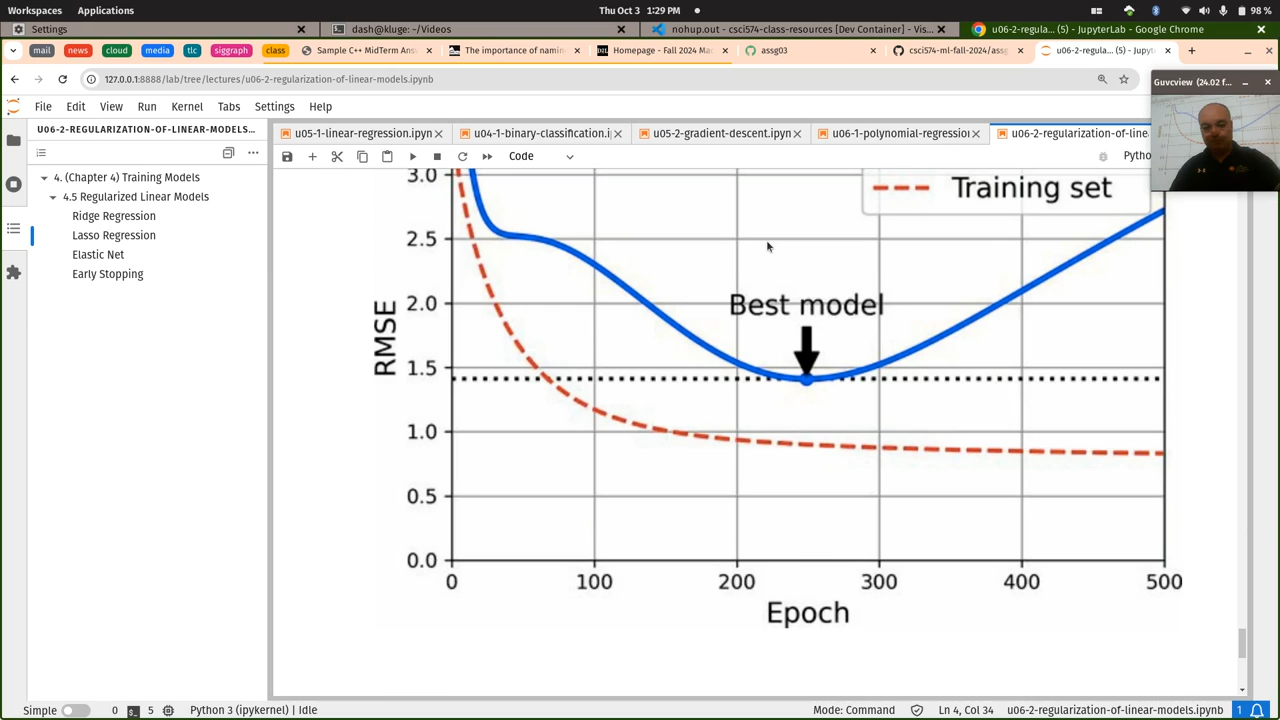 Workspaces Applications Thu Oct 3 1:29 PM 98 %
Settings dash@kluge: ~/Videos nohup.out - csci574-class-resources [Dev Container] - Vis... u06-2-regula... (5) - JupyterLab - Google Chrome
mail news cloud media tlc siggraph class Sample C++ MidTerm An The importance of namin Homepage - Fall 2024 Ma assg03 csci574-ml-fall-2024/ass u06-2-regula... (5) - Jupyt
127.0.0.1:8888/lab/tree/lectures/u06-2-regularization-of-linear-models.ipynb
Guvcview (24.02 f...
File Edit View Run Kernel Tabs Settings Help
U06-2-REGULARIZATION-OF-LINEAR-MODELS...
u05-1-linear-regression.ipyn u04-1-binary-classification.i u05-2-gradient-descent.ipyn u06-1-polynomial-regression u06-2-regularization-of-linea
Code Pytho
4. (Chapter 4) Training Models
4.5 Regularized Linear Models
Ridge Regression
Lasso Regression
Elastic Net
Early Stopping
3.0
Training set
2.5
Best model
2.0
RMSE
1.5
1.0
0.5
0.0
0 100 200 300 400 500
Epoch
Simple 0 5 Python 3 (ipykernel) | Idle Mode: Command Ln 4, Col 34 u06-2-regularization-of-linear-models.ipynb 1